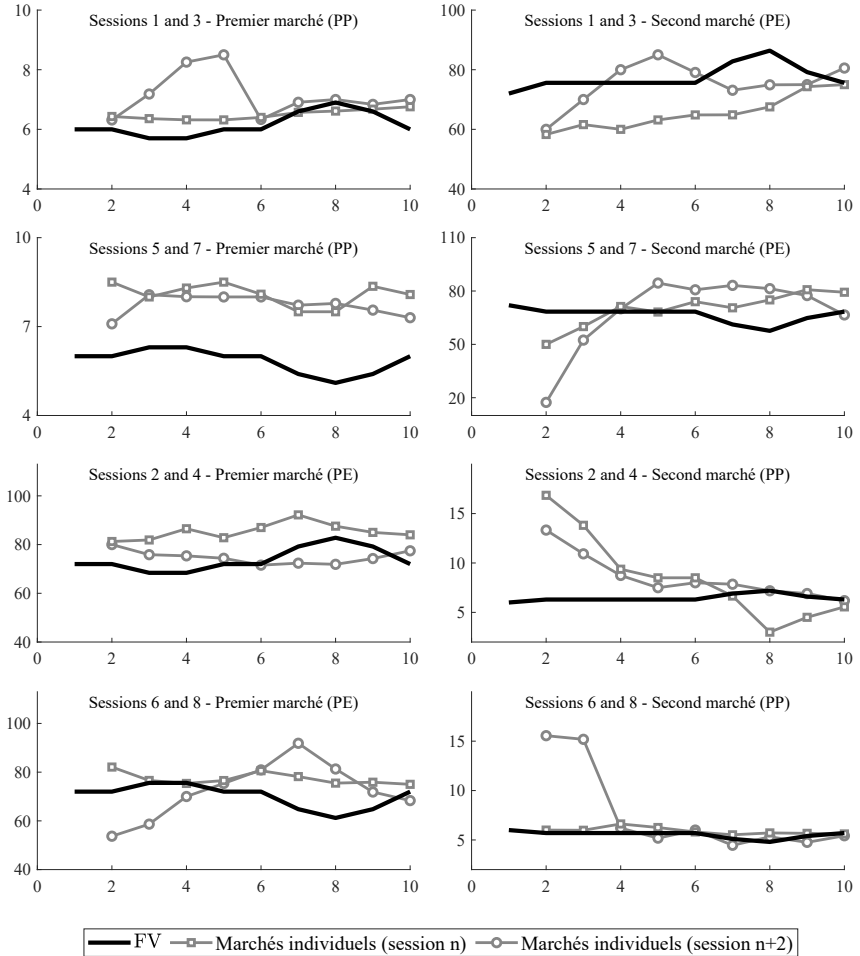 Sessions 1 and 3 - Premier marché (PP)
10
8
6
4
0 2 4 6 8 10
Sessions 1 and 3 - Second marché (PE)
100
80
60
40
0 2 4 6 8 10
Sessions 5 and 7 - Premier marché (PP)
10
7
4
0 2 4 6 8 10
Sessions 5 and 7 - Second marché (PE)
110
80
50
20
0 2 4 6 8 10
Sessions 2 and 4 - Premier marché (PE)
100
80
60
40
0 2 4 6 8 10
Sessions 2 and 4 - Second marché (PP)
15
10
5
0 2 4 6 8 10
Sessions 6 and 8 - Premier marché (PE)
100
80
60
40
0 2 4 6 8 10
Sessions 6 and 8 - Second marché (PP)
15
10
5
0 2 4 6 8 10
FV Marchés individuels (session n) Marchés individuels (session n+2)